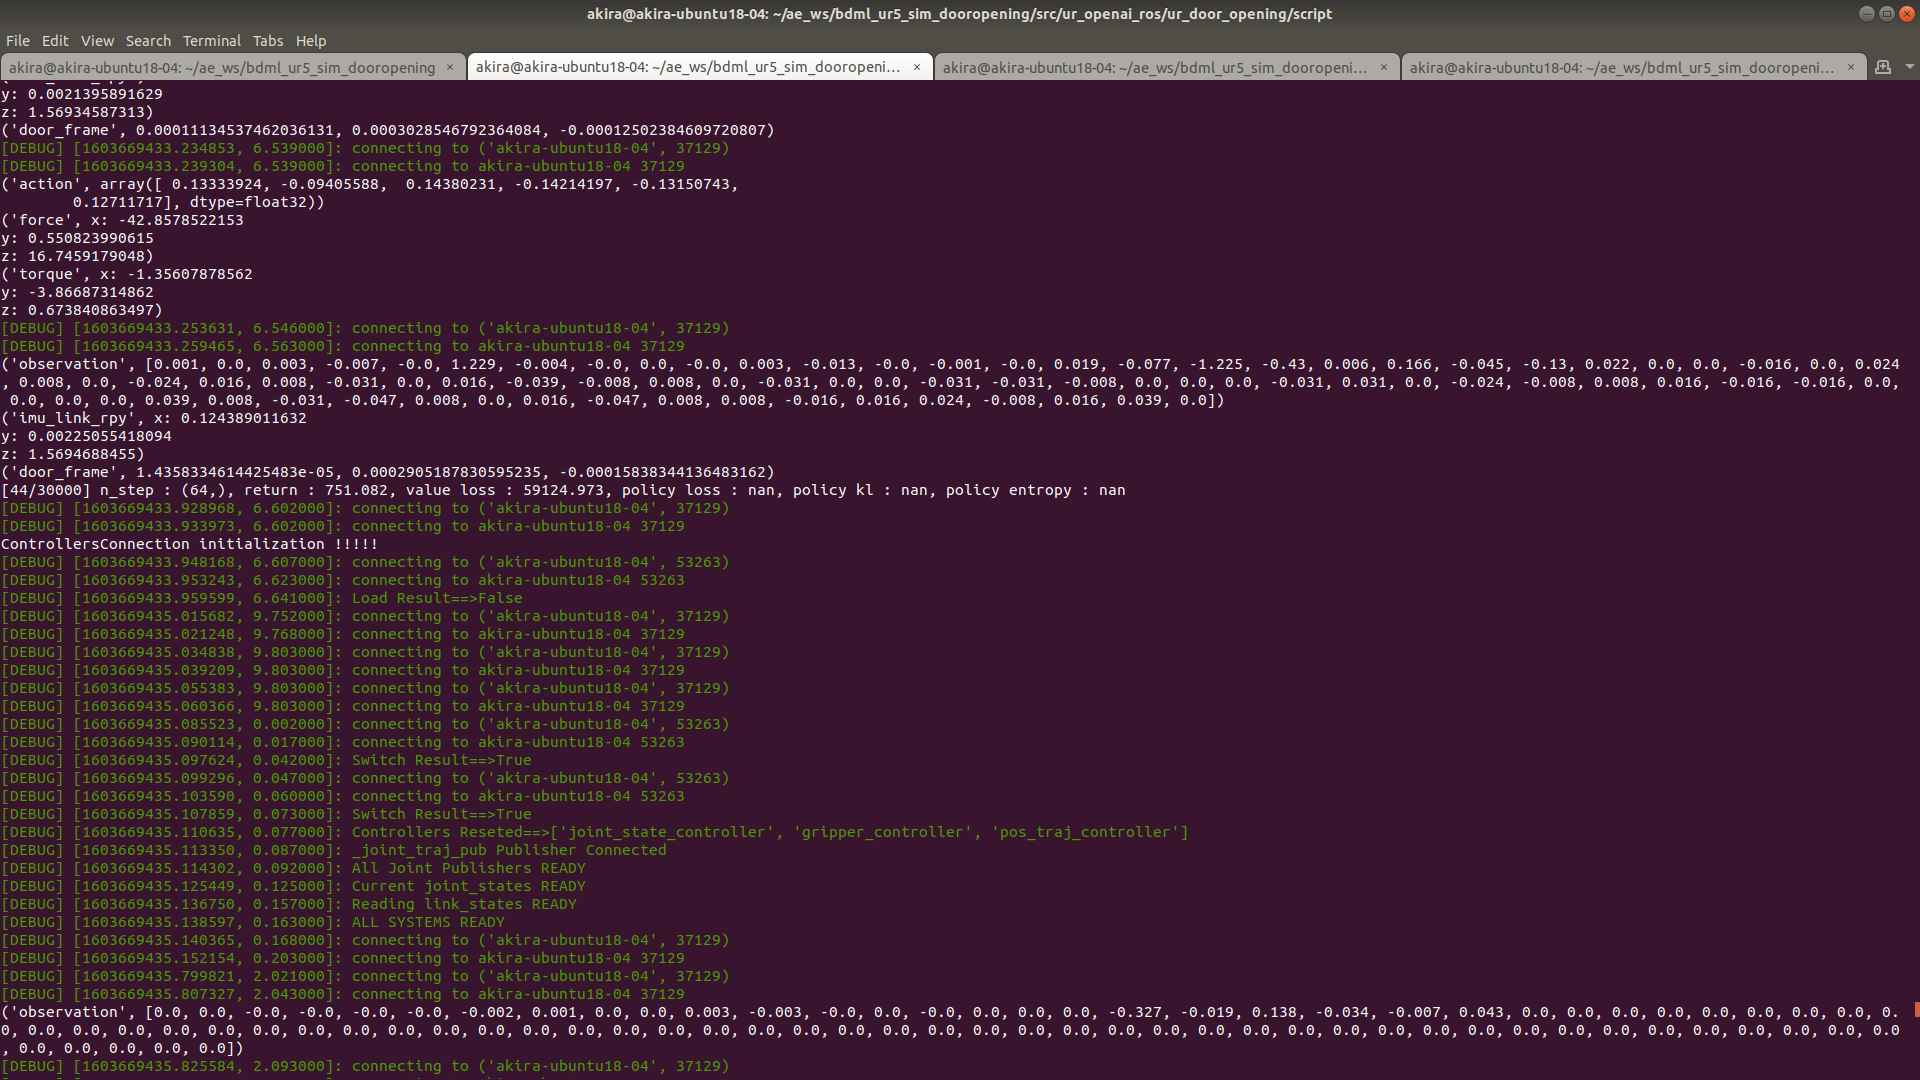 akira@akira-ubuntu18-04: ~/ae_ws/bdml_ur5_sim_dooropening/src/ur_openai_ros/ur_door_opening/script
File Edit View Search Terminal Tabs Help
akira@akira-ubuntu18-04: ~/ae_ws/bdml_ur5_sim_dooropening × akira@akira-ubuntu18-04: ~/ae_ws/bdml_ur5_sim_dooropeni... × akira@akira-ubuntu18-04: ~/ae_ws/bdml_ur5_sim_dooropeni... × akira@akira-ubuntu18-04: ~/ae_ws/bdml_ur5_sim_dooropeni... ×
y: 0.0021395891629
z: 1.56934587313)
('door_frame', 0.00011134537462036131, 0.0003028546792364084, -0.00012502384609720807)
[DEBUG] [1603669433.234853, 6.539000]: connecting to ('akira-ubuntu18-04', 37129)
[DEBUG] [1603669433.239304, 6.539000]: connecting to akira-ubuntu18-04 37129
('action', array([ 0.13333924, -0.09405588,  0.14380231, -0.14214197, -0.13150743,
        0.12711717], dtype=float32))
('force', x: -42.8578522153
y: 0.550823990615
z: 16.7459179048)
('torque', x: -1.35607878562
y: -3.86687314862
z: 0.673840863497)
[DEBUG] [1603669433.253631, 6.546000]: connecting to ('akira-ubuntu18-04', 37129)
[DEBUG] [1603669433.259465, 6.563000]: connecting to akira-ubuntu18-04 37129
('observation', [0.001, 0.0, 0.003, -0.007, -0.0, 1.229, -0.004, -0.0, 0.0, -0.0, 0.003, -0.013, -0.0, -0.001, -0.0, 0.019, -0.077, -1.225, -0.43, 0.006, 0.166, -0.045, -0.13, 0.022, 0.0, 0.0, -0.016, 0.0, 0.024
, 0.008, 0.0, -0.024, 0.016, 0.008, -0.031, 0.0, 0.016, -0.039, -0.008, 0.008, 0.0, -0.031, 0.0, 0.0, -0.031, -0.031, -0.008, 0.0, 0.0, 0.0, -0.031, 0.031, 0.0, -0.024, -0.008, 0.008, 0.016, -0.016, -0.016, 0.0,
 0.0, 0.0, 0.0, 0.039, 0.008, -0.031, -0.047, 0.008, 0.0, 0.016, -0.047, 0.008, 0.008, -0.016, 0.016, 0.024, -0.008, 0.016, 0.039, 0.0])
('imu_link_rpy', x: 0.124389011632
y: 0.00225055418094
z: 1.5694688455)
('door_frame', 1.4358334614425483e-05, 0.0002905187830595235, -0.00015838344136483162)
[44/30000] n_step : (64,), return : 751.082, value loss : 59124.973, policy loss : nan, policy kl : nan, policy entropy : nan
[DEBUG] [1603669433.928968, 6.602000]: connecting to ('akira-ubuntu18-04', 37129)
[DEBUG] [1603669433.933973, 6.602000]: connecting to akira-ubuntu18-04 37129
ControllersConnection initialization !!!!!
[DEBUG] [1603669433.948168, 6.607000]: connecting to ('akira-ubuntu18-04', 53263)
[DEBUG] [1603669433.953243, 6.623000]: connecting to akira-ubuntu18-04 53263
[DEBUG] [1603669433.959599, 6.641000]: Load Result==>False
[DEBUG] [1603669435.015682, 9.752000]: connecting to ('akira-ubuntu18-04', 37129)
[DEBUG] [1603669435.021248, 9.768000]: connecting to akira-ubuntu18-04 37129
[DEBUG] [1603669435.034838, 9.803000]: connecting to ('akira-ubuntu18-04', 37129)
[DEBUG] [1603669435.039209, 9.803000]: connecting to akira-ubuntu18-04 37129
[DEBUG] [1603669435.055383, 9.803000]: connecting to ('akira-ubuntu18-04', 37129)
[DEBUG] [1603669435.060366, 9.803000]: connecting to akira-ubuntu18-04 37129
[DEBUG] [1603669435.085523, 0.002000]: connecting to ('akira-ubuntu18-04', 53263)
[DEBUG] [1603669435.090114, 0.017000]: connecting to akira-ubuntu18-04 53263
[DEBUG] [1603669435.097624, 0.042000]: Switch Result==>True
[DEBUG] [1603669435.099296, 0.047000]: connecting to ('akira-ubuntu18-04', 53263)
[DEBUG] [1603669435.103590, 0.060000]: connecting to akira-ubuntu18-04 53263
[DEBUG] [1603669435.107859, 0.073000]: Switch Result==>True
[DEBUG] [1603669435.110635, 0.077000]: Controllers Reseted==>['joint_state_controller', 'gripper_controller', 'pos_traj_controller']
[DEBUG] [1603669435.113350, 0.087000]: _joint_traj_pub Publisher Connected
[DEBUG] [1603669435.114302, 0.092000]: All Joint Publishers READY
[DEBUG] [1603669435.125449, 0.125000]: Current joint_states READY
[DEBUG] [1603669435.136750, 0.157000]: Reading link_states READY
[DEBUG] [1603669435.138597, 0.163000]: ALL SYSTEMS READY
[DEBUG] [1603669435.140365, 0.168000]: connecting to ('akira-ubuntu18-04', 37129)
[DEBUG] [1603669435.152154, 0.203000]: connecting to akira-ubuntu18-04 37129
[DEBUG] [1603669435.799821, 2.021000]: connecting to ('akira-ubuntu18-04', 37129)
[DEBUG] [1603669435.807327, 2.043000]: connecting to akira-ubuntu18-04 37129
('observation', [0.0, 0.0, -0.0, -0.0, -0.0, -0.0, -0.002, 0.001, 0.0, 0.0, 0.003, -0.003, -0.0, 0.0, -0.0, 0.0, 0.0, 0.0, -0.327, -0.019, 0.138, -0.034, -0.007, 0.043, 0.0, 0.0, 0.0, 0.0, 0.0, 0.0, 0.0, 0.0, 0.
0, 0.0, 0.0, 0.0, 0.0, 0.0, 0.0, 0.0, 0.0, 0.0, 0.0, 0.0, 0.0, 0.0, 0.0, 0.0, 0.0, 0.0, 0.0, 0.0, 0.0, 0.0, 0.0, 0.0, 0.0, 0.0, 0.0, 0.0, 0.0, 0.0, 0.0, 0.0, 0.0, 0.0, 0.0, 0.0, 0.0, 0.0, 0.0, 0.0, 0.0, 0.0, 0.0
, 0.0, 0.0, 0.0, 0.0, 0.0])
[DEBUG] [1603669435.825584, 2.093000]: connecting to ('akira-ubuntu18-04', 37129)